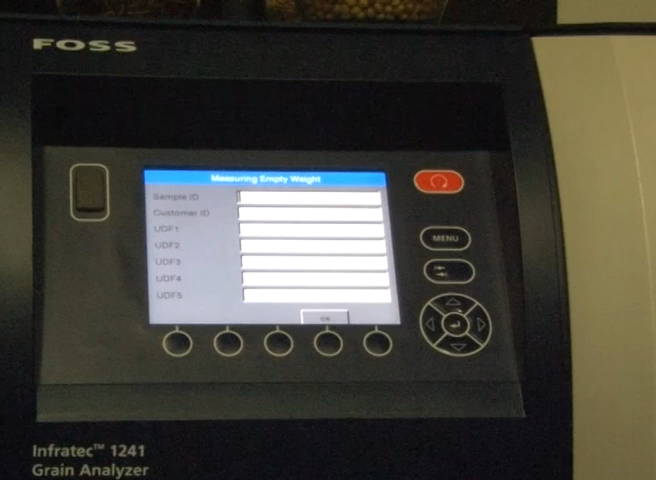 FOSS
Measuring Empty Weight
Sample ID
Customer ID
UDF1
UDF2
UDF3
UDF4
UDF5
OK
MENU
Infratec™ 1241
Grain Analyzer